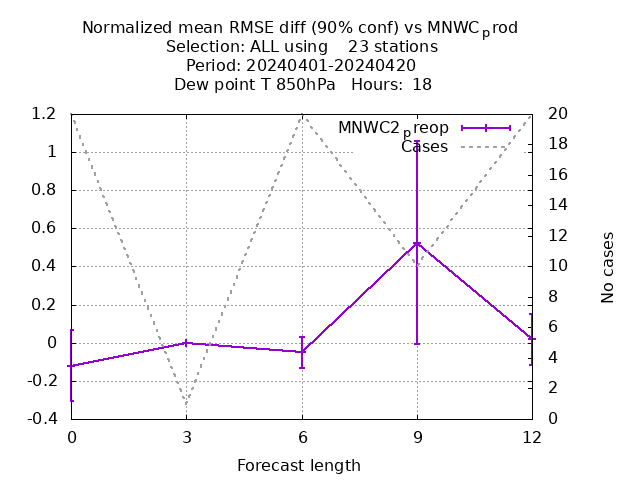 Normalized mean RMSE diff (90% conf) vs MNWCprod
Selection: ALL using 23 stations
Period: 20240401-20240420
Dew point T 850hPa Hours: 18
MNWC2preop
Cases
1.2
1
0.8
0.6
0.4
0.2
0
-0.2
-0.4
20
18
16
14
12
10
8
6
4
2
0
No cases
0 3 6 9 12
Forecast length